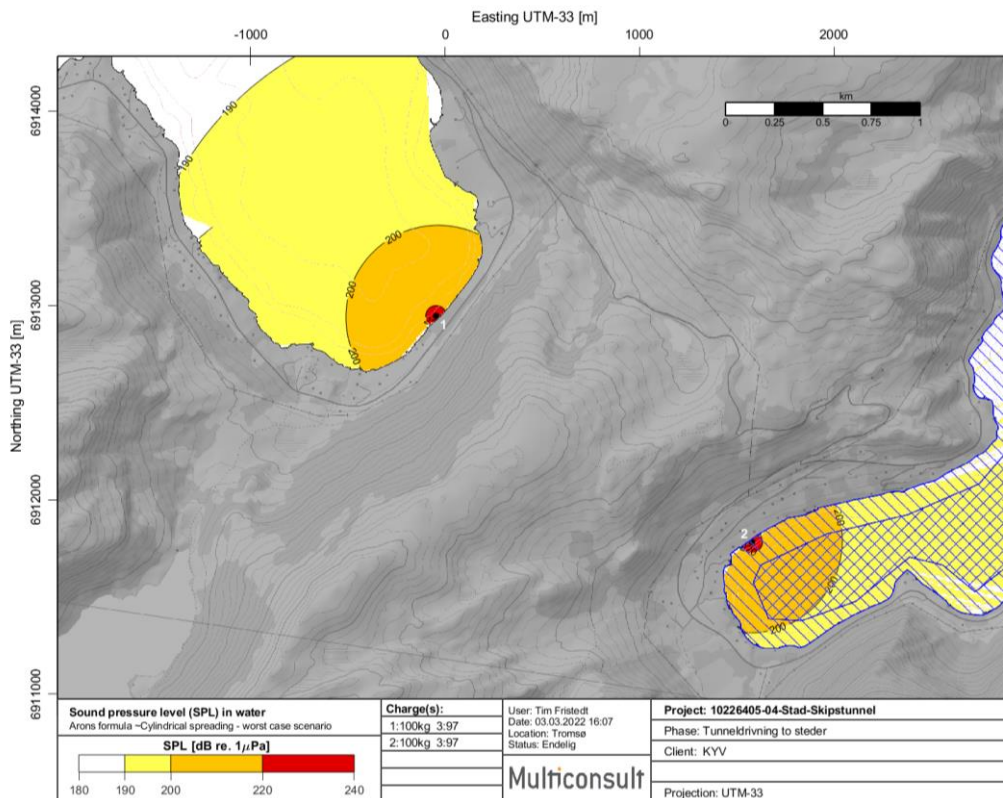 Easting UTM-33 [m]
-1000 0 1000 2000
Northing UTM-33 [m]
6914000
6913000
6912000
6911000
km
0 0.25 0.5 0.75 1
190
190
200
200
200
1
2
200
200
200
Sound pressure level (SPL) in water
Arons formula ~Cylindrical spreading - worst case scenario
SPL [dB re. 1μPa]
180 190 200 220 240
Charge(s):
1:100kg 3:97
2:100kg 3:97
User: Tim Fristedt
Date: 03.03.2022 16:07
Location: Tromsø
Status: Endelig
Multiconsult
Project: 10226405-04-Stad-Skipstunnel
Phase: Tunneldrivning to steder
Client: KYV
Projection: UTM-33